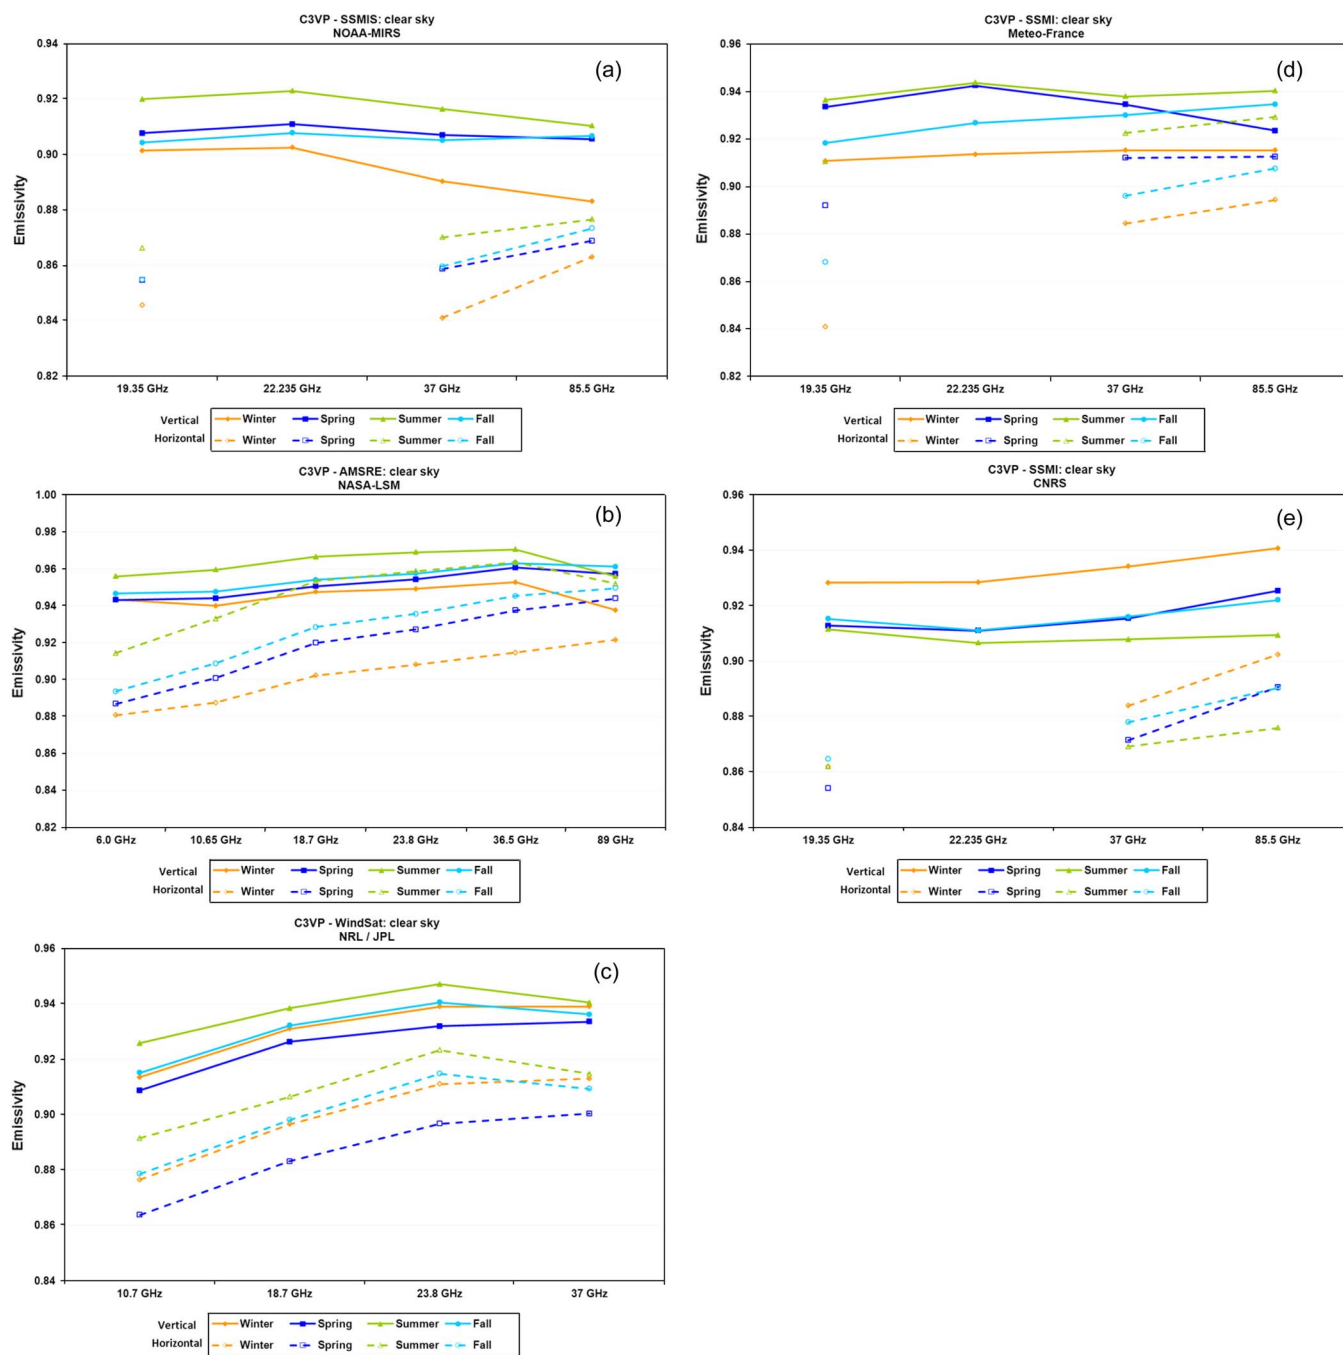 C3VP - SSMIS: clear sky
NOAA-MIRS
(a)
Emissivity
0.94
0.92
0.90
0.88
0.86
0.84
0.82
19.35 GHz 22.235 GHz 37 GHz 85.5 GHz
Vertical Winter Spring Summer Fall
Horizontal Winter Spring Summer Fall
C3VP - AMSRE: clear sky
NASA-LSM
(b)
Emissivity
1.00
0.98
0.96
0.94
0.92
0.90
0.88
0.86
0.84
0.82
6.0 GHz 10.65 GHz 18.7 GHz 23.8 GHz 36.5 GHz 89 GHz
Vertical Winter Spring Summer Fall
Horizontal Winter Spring Summer Fall
C3VP - WindSat: clear sky
NRL / JPL
(c)
Emissivity
0.96
0.94
0.92
0.90
0.88
0.86
0.84
10.7 GHz 18.7 GHz 23.8 GHz 37 GHz
Vertical Winter Spring Summer Fall
Horizontal Winter Spring Summer Fall
C3VP - SSMI: clear sky
Meteo-France
(d)
Emissivity
0.96
0.94
0.92
0.90
0.88
0.86
0.84
0.82
19.35 GHz 22.235 GHz 37 GHz 85.5 GHz
Vertical Winter Spring Summer Fall
Horizontal Winter Spring Summer Fall
C3VP - SSMI: clear sky
CNRS
(e)
Emissivity
0.96
0.94
0.92
0.90
0.88
0.86
0.84
19.35 GHz 22.235 GHz 37 GHz 85.5 GHz
Vertical Winter Spring Summer Fall
Horizontal Winter Spring Summer Fall